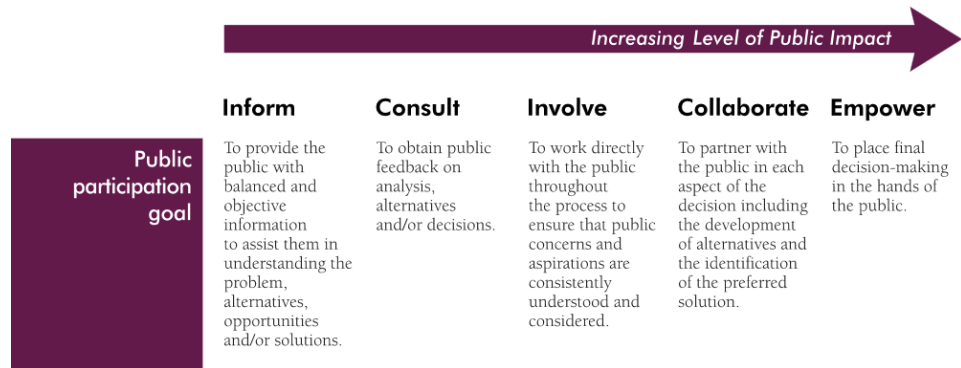 Increasing Level of Public Impact
Inform
Consult
Involve
Collaborate
Empower
Public
participation
goal
To provide the
public with
balanced and
objective
information
to assist them in
understanding the
problem,
alternatives,
opportunities
and/or solutions.
To obtain public
feedback on
analysis,
alternatives
and/or decisions.
To work directly
with the public
throughout
the process to
ensure that public
concerns and
aspirations are
consistently
understood and
considered.
To partner with
the public in each
aspect of the
decision including
the development
of alternatives and
the identification
of the preferred
solution.
To place final
decision-making
in the hands of
the public.